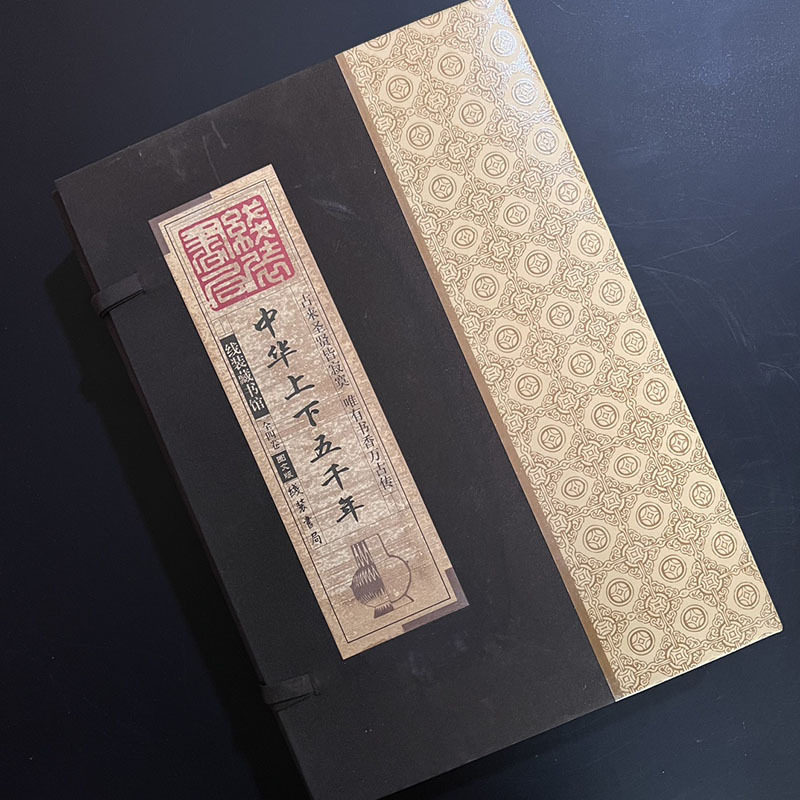 线装書局
古来圣贤皆寂寞 唯有书香万古传
中华上下五千年
线装藏书馆 全四卷 图文版 线装書局